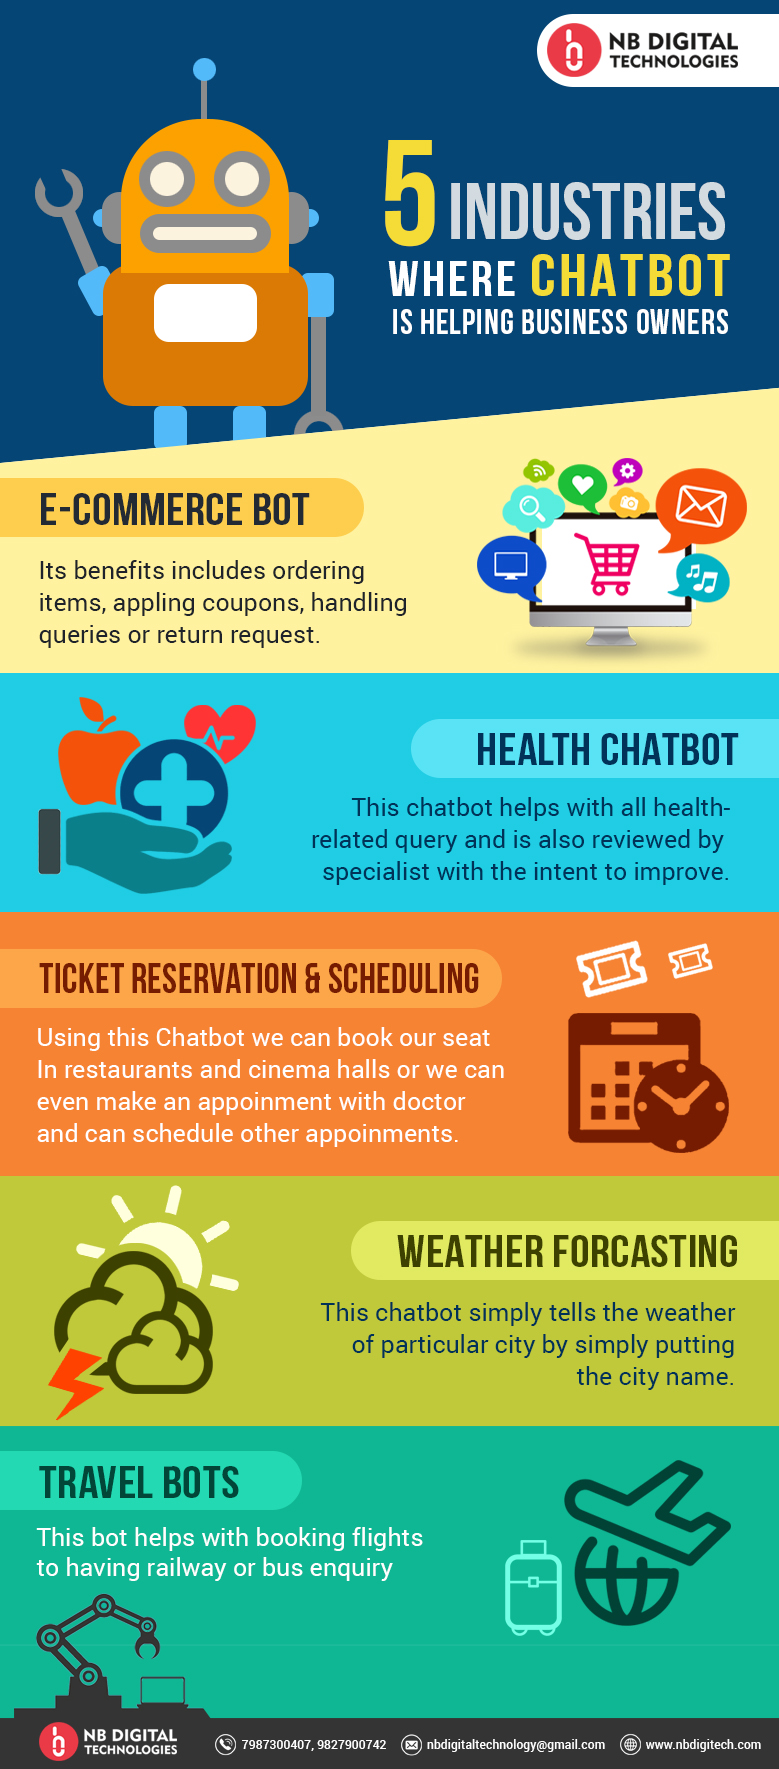 NB DIGITAL
TECHNOLOGIES
5 INDUSTRIES
WHERE CHATBOT
IS HELPING BUSINESS OWNERS
E-COMMERCE BOT
Its benefits includes ordering
items, appling coupons, handling
queries or return request.
HEALTH CHATBOT
This chatbot helps with all health-
related query and is also reviewed by
specialist with the intent to improve.
TICKET RESERVATION & SCHEDULING
Using this Chatbot we can book our seat
In restaurants and cinema halls or we can
even make an appoinment with doctor
and can schedule other appoinments.
WEATHER FORCASTING
This chatbot simply tells the weather
of particular city by simply putting
the city name.
TRAVEL BOTS
This bot helps with booking flights
to having railway or bus enquiry
NB DIGITAL
TECHNOLOGIES
7987300407, 9827900742 nbdigitaltechnology@gmail.com www.nbdigitech.com